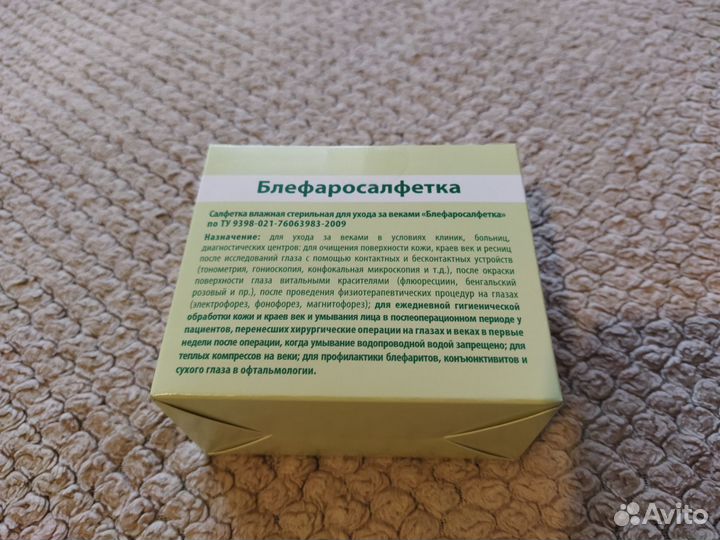 Блефаросалфетка
Салфетка влажная стерильная для ухода за веками «Блефаросалфетка»
по ТУ 9398-021-76063983-2009
Назначение: для ухода за веками в условиях клиник, больниц,
диагностических центров: для очищения поверхности кожи, краев век и ресниц
после исследований глаза с помощью контактных и бесконтактных устройств
(тонометрия, гониоскопия, конфокальная микроскопия и т.д.), после окраски
поверхности глаза витальными красителями (флюоресциин, бенгальский
розовый и пр.), после проведения физиотерапевтических процедур на глазах
(электрофорез, фонофорез, магнитофорез); для ежедневной гигиенической
обработки кожи и краев век и умывания лица в послеоперационном периоде у
пациентов, перенесших хирургические операции на глазах и веках в первые
недели после операции, когда умывание водопроводной водой запрещено; для
теплых компрессов на веки; для профилактики блефаритов, конъюнктивитов и
сухого глаза в офтальмологии.
Avito